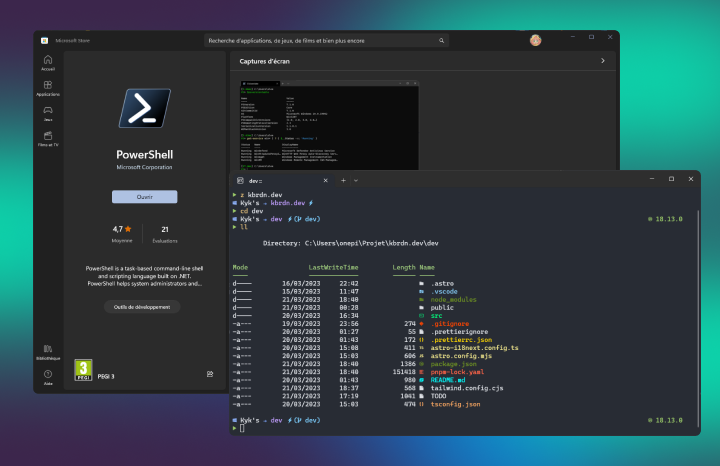 Microsoft Store
Recherche d'applications, de jeux, de films et bien plus encore
Accueil
Applications
Jeux
Films et TV
Bibliothèque
Aide
PowerShell
Microsoft Corporation
Ouvrir
4,7 ★ 21
Moyenne Évaluations
PowerShell is a task-based command-line shell
and scripting language built on .NET.
PowerShell helps system administrators and...
Outils de développement
3
PEGI
PEGI 3
Captures d'écran
dev :
z kbrdn.dev
Kyk's → kbrdn.dev
cd dev
Kyk's → dev (dev) 18.13.0
ll
Directory: C:\Users\onepi\Projet\kbrdn.dev\dev
Mode LastWriteTime Length Name
d---- 16/03/2023 22:42 .astro
d---- 15/03/2023 11:47 .vscode
d---- 21/03/2023 18:40 node_modules
d---- 21/03/2023 00:28 public
d---- 20/03/2023 16:34 src
-a--- 19/03/2023 23:56 274 .gitignore
-a--- 20/03/2023 01:27 55 .prettierignore
-a--- 20/03/2023 01:43 172 .prettierrc.json
-a--- 20/03/2023 15:08 411 astro-i18next.config.ts
-a--- 20/03/2023 15:03 606 astro.config.mjs
-a--- 21/03/2023 18:40 1386 package.json
-a--- 21/03/2023 18:40 151418 pnpm-lock.yaml
-a--- 20/03/2023 01:43 980 README.md
-a--- 21/03/2023 18:37 568 tailwind.config.cjs
-a--- 21/03/2023 17:19 1041 TODO
-a--- 20/03/2023 15:03 474 tsconfig.json
Kyk's → dev (dev) 18.13.0